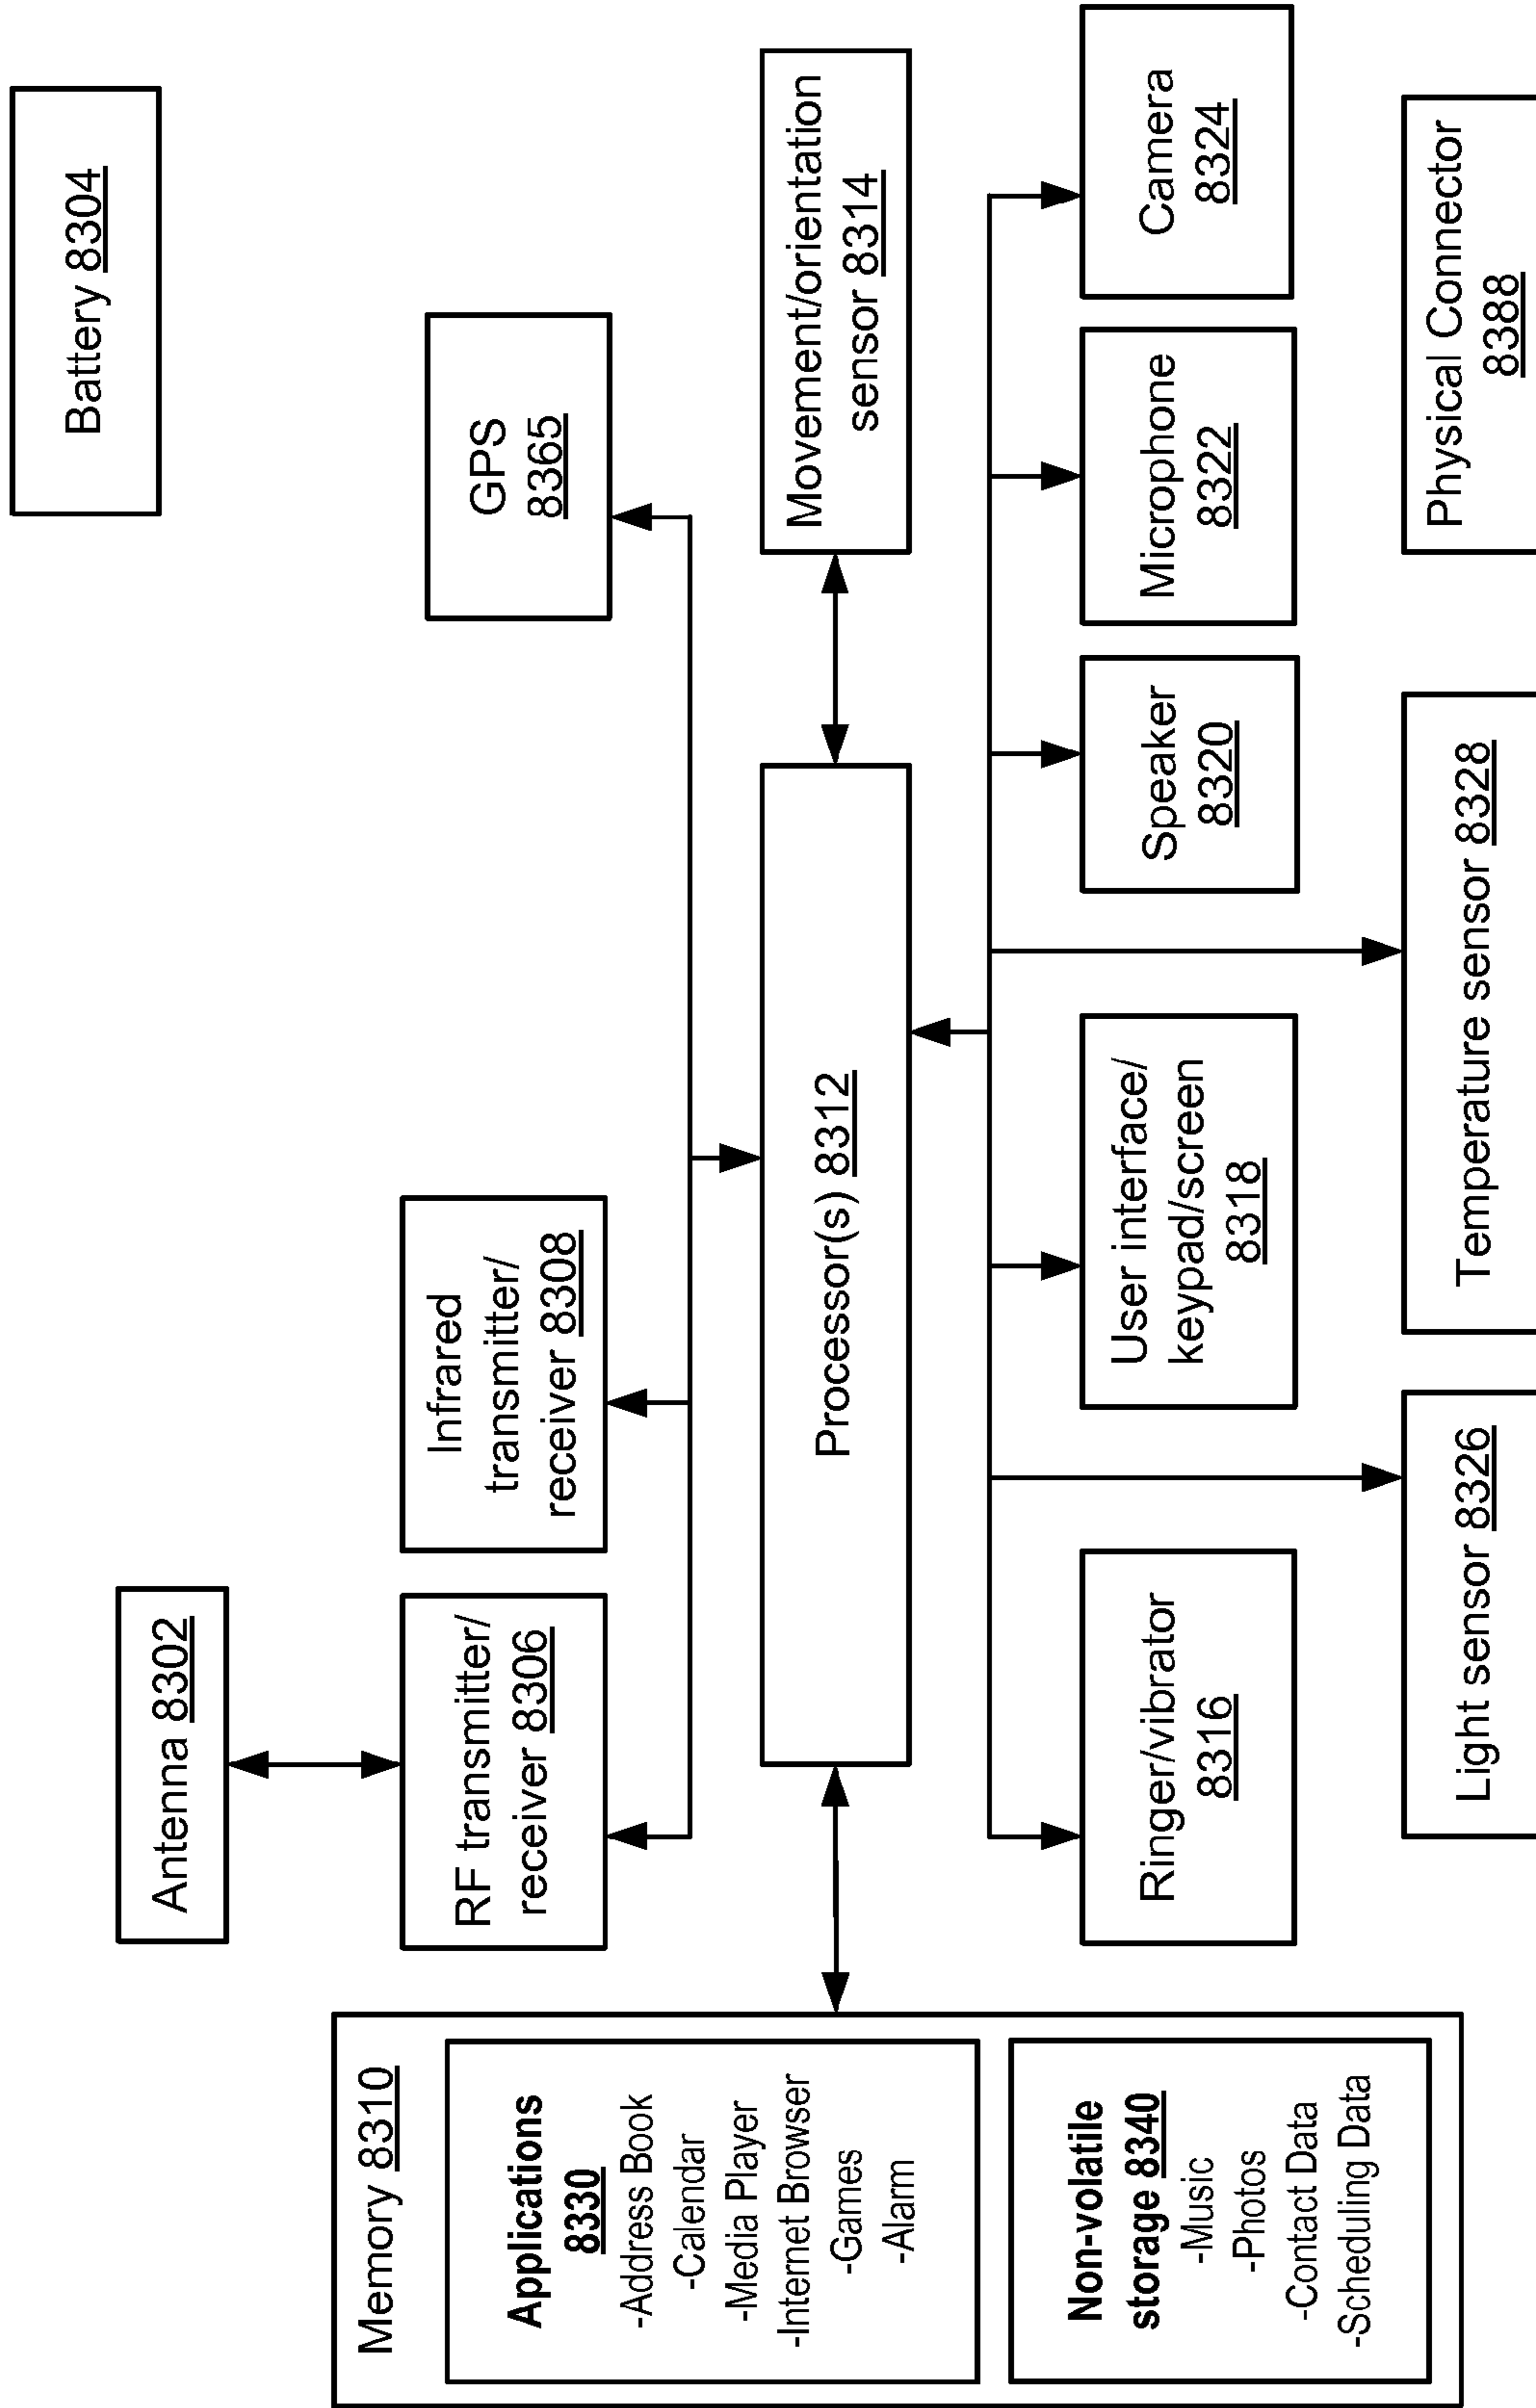 Antenna 8302
Battery 8304
RF transmitter/
receiver 8306
Infrared
transmitter/
receiver 8308
GPS
8365
Memory 8310
Applications
8330
-Address Book
-Calendar
-Media Player
-Internet Browser
-Games
-Alarm
Non-volatile
storage 8340
-Music
-Photos
-Contact Data
-Scheduling Data
Processor(s) 8312
Movement/orientation
sensor 8314
Ringer/vibrator
8316
User interface/
keypad/screen
8318
Speaker
8320
Microphone
8322
Camera
8324
Light sensor 8326
Temperature sensor 8328
Physical Connector
8388